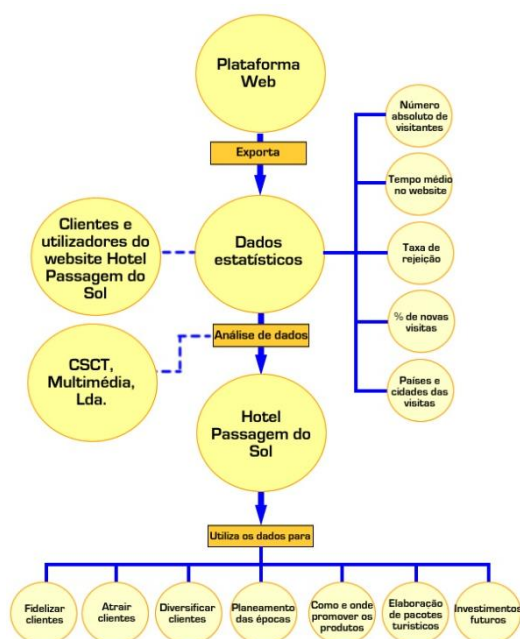 Plataforma
Web
Número
absoluto de
visitantes
Exporta
Tempo médio
no website
Clientes e
utilizadores do
website Hotel
Passagem do
Sol
Dados
estatísticos
Taxa de
rejeição
% de novas
visitas
Análise de dados
CSCT,
Multimédia,
Lda.
Países e
cidades das
visitas
Hotel
Passagem do
Sol
Utiliza os dados para
Fidelizar
clientes
Atrair
clientes
Diversificar
clientes
Planeamento
das épocas
Como e onde
promover os
produtos
Elaboração
de pacotes
turísticos
Investimentos
futuros